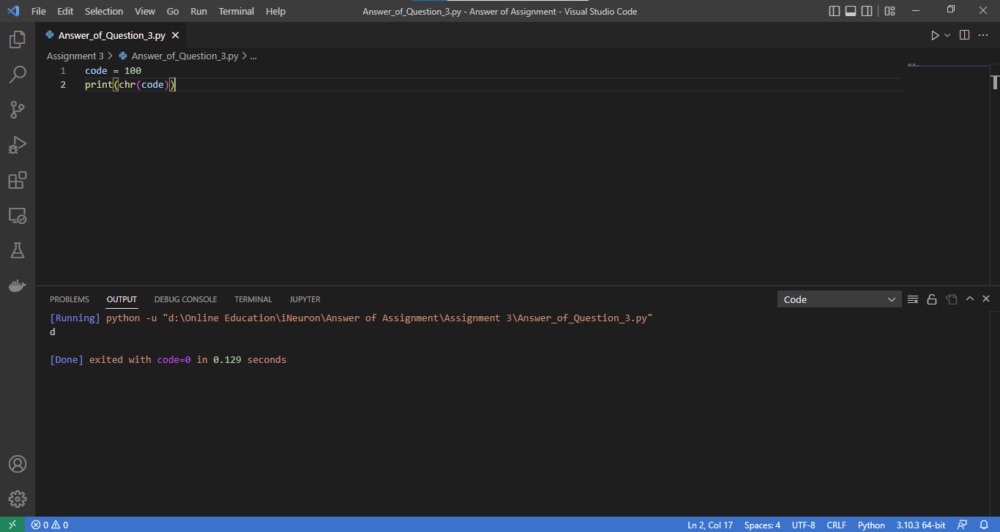 File Edit Selection View Go Run Terminal Help Answer_of_Question_3.py - Answer of Assignment - Visual Studio Code
Answer_of_Question_3.py
Assignment 3 > Answer_of_Question_3.py > ...
1 code = 100
2 print(chr(code))
PROBLEMS OUTPUT DEBUG CONSOLE TERMINAL JUPYTER Code
[Running] python -u "d:\Online Education\iNeuron\Answer of Assignment\Assignment 3\Answer_of_Question_3.py"
d
[Done] exited with code=0 in 0.129 seconds
0 0 Ln 2, Col 17 Spaces: 4 UTF-8 CRLF Python 3.10.3 64-bit